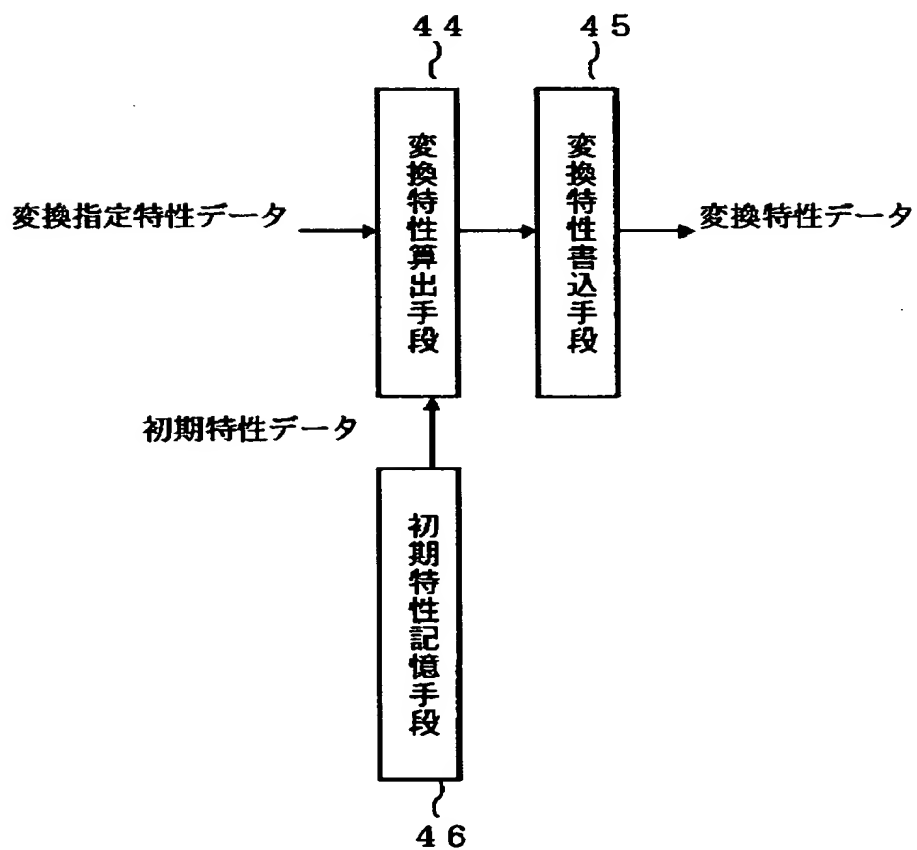 44
45
変換指定特性データ
変換特性算出手段
変換特性書込手段
変換特性データ
初期特性データ
初期特性記憶手段
46